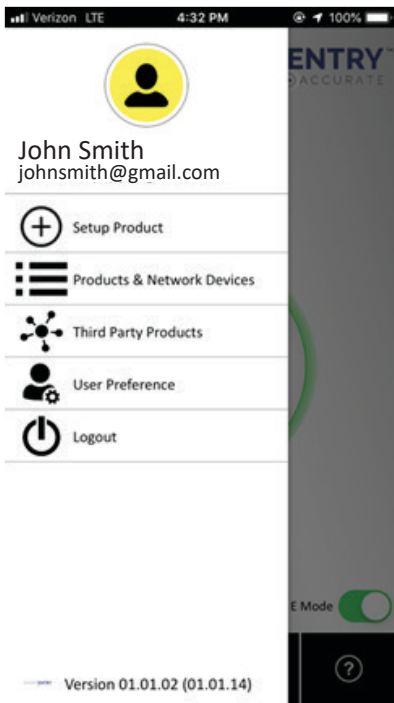 Verizon LTE 4:32 PM 100%
ENTRY™
ACCURATE
John Smith
johnsmith@gmail.com
Setup Product
Products & Network Devices
Third Party Products
User Preference
Logout
E Mode
Version 01.01.02 (01.01.14)
?